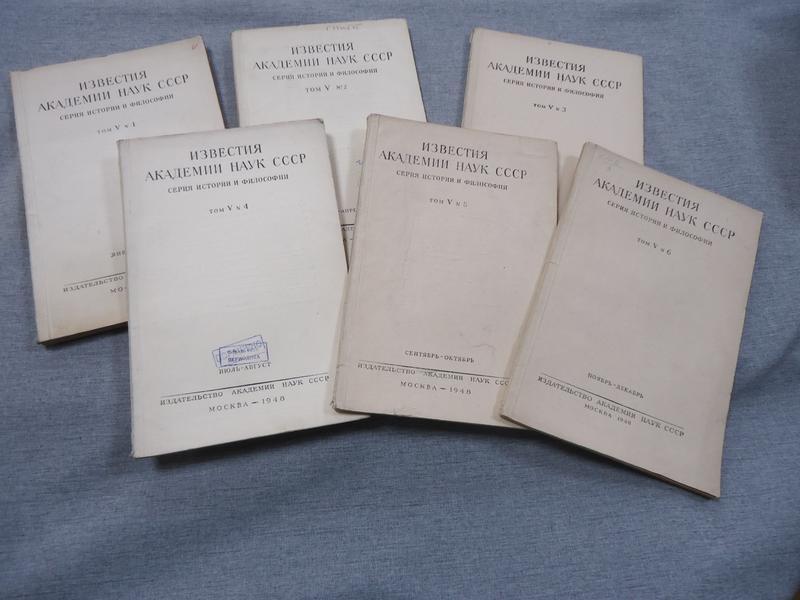 ИЗВЕСТИЯ
АКАДЕМИИ НАУК СССР
СЕРИЯ ИСТОРИИ И ФИЛОСОФИИ
ТОМ V № 1
ИЗДАТЕЛЬСТВО
ИЗВЕСТИЯ
АКАДЕМИИ НАУК СССР
СЕРИЯ ИСТОРИИ И ФИЛОСОФИИ
ТОМ V № 2
ИЗВЕСТИЯ
АКАДЕМИИ НАУК СССР
СЕРИЯ ИСТОРИИ И ФИЛОСОФИИ
ТОМ V № 3
ИЗВЕСТИЯ
АКАДЕМИИ НАУК СССР
СЕРИЯ ИСТОРИИ И ФИЛОСОФИИ
ТОМ V № 4
ИЮЛЬ-АВГУСТ
ИЗДАТЕЛЬСТВО АКАДЕМИИ НАУК СССР
МОСКВА — 1948
ИЗВЕСТИЯ
АКАДЕМИИ НАУК СССР
СЕРИЯ ИСТОРИИ И ФИЛОСОФИИ
ТОМ V № 5
СЕНТЯБРЬ-ОКТЯБРЬ
ИЗДАТЕЛЬСТВО АКАДЕМИИ НАУК СССР
МОСКВА — 1948
ИЗВЕСТИЯ
АКАДЕМИИ НАУК СССР
СЕРИЯ ИСТОРИИ И ФИЛОСОФИИ
ТОМ V № 6
НОЯБРЬ-ДЕКАБРЬ
ИЗДАТЕЛЬСТВО АКАДЕМИИ НАУК СССР
МОСКВА 1948